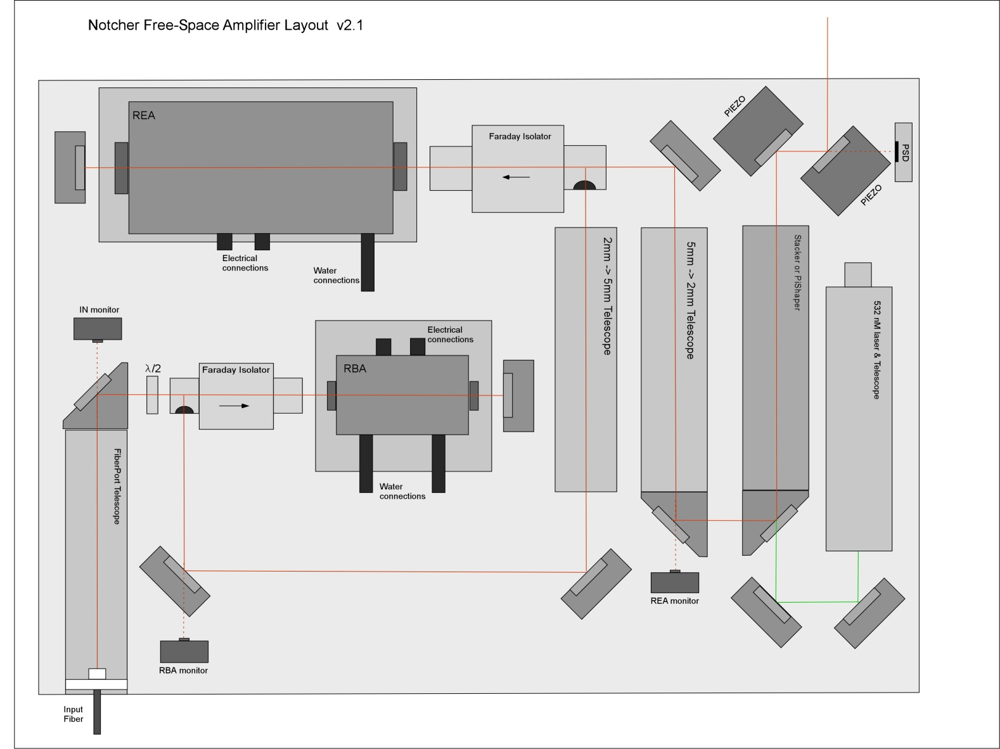 Notcher Free-Space Amplifier Layout v2.1
REA
Faraday Isolator
PIEZO
PSD
PIEZO
Electrical
connections
Water
connections
2mm -> 5mm Telescope
5mm -> 2mm Telescope
Stacker or PiShaper
532 nM laser & Telescope
IN monitor
λ/2
Faraday Isolator
RBA
Electrical
connections
Water
connections
FiberPort Telescope
REA monitor
RBA monitor
Input
Fiber